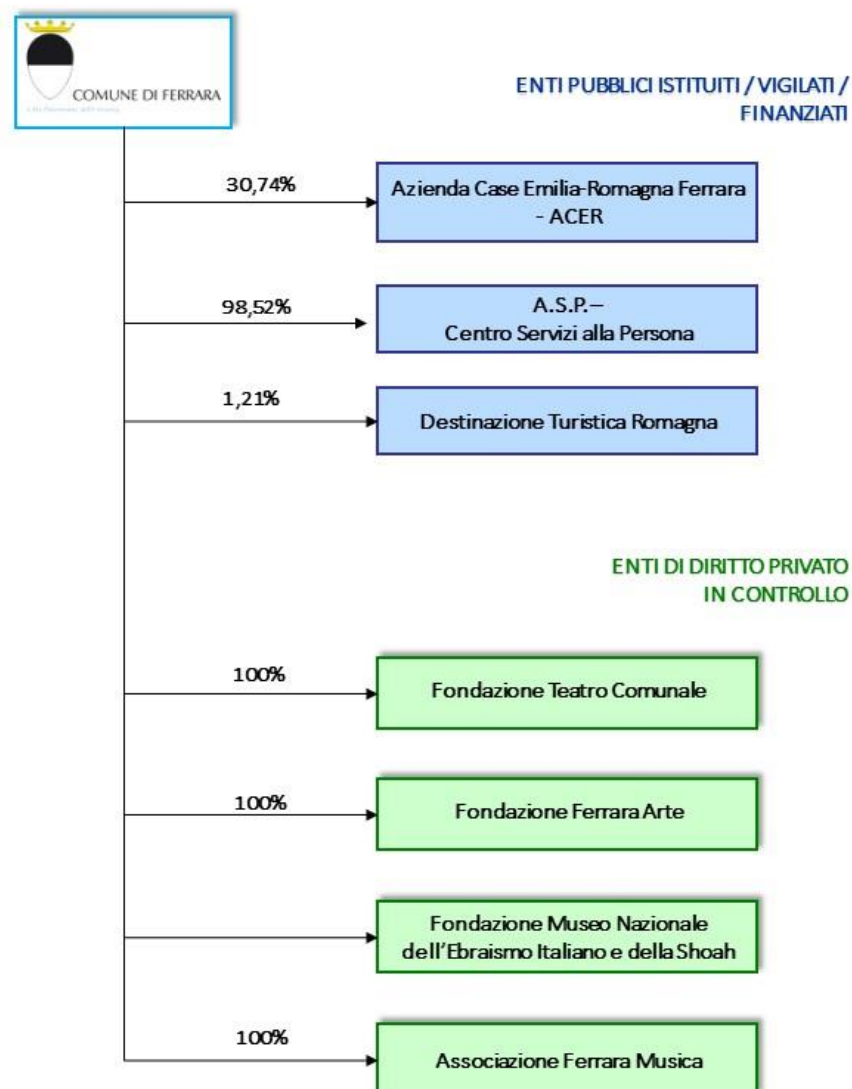 COMUNE DI FERRARA
ENTI PUBBLICI ISTITUITI / VIGILATI /
FINANZIATI
30,74%
Azienda Case Emilia-Romagna Ferrara
- ACER
98,52%
A.S.P.–
Centro Servizi alla Persona
1,21%
Destinazione Turistica Romagna
ENTI DI DIRITTO PRIVATO
IN CONTROLLO
100%
Fondazione Teatro Comunale
100%
Fondazione Ferrara Arte
Fondazione Museo Nazionale
dell'Ebraismo Italiano e della Shoah
100%
Associazione Ferrara Musica